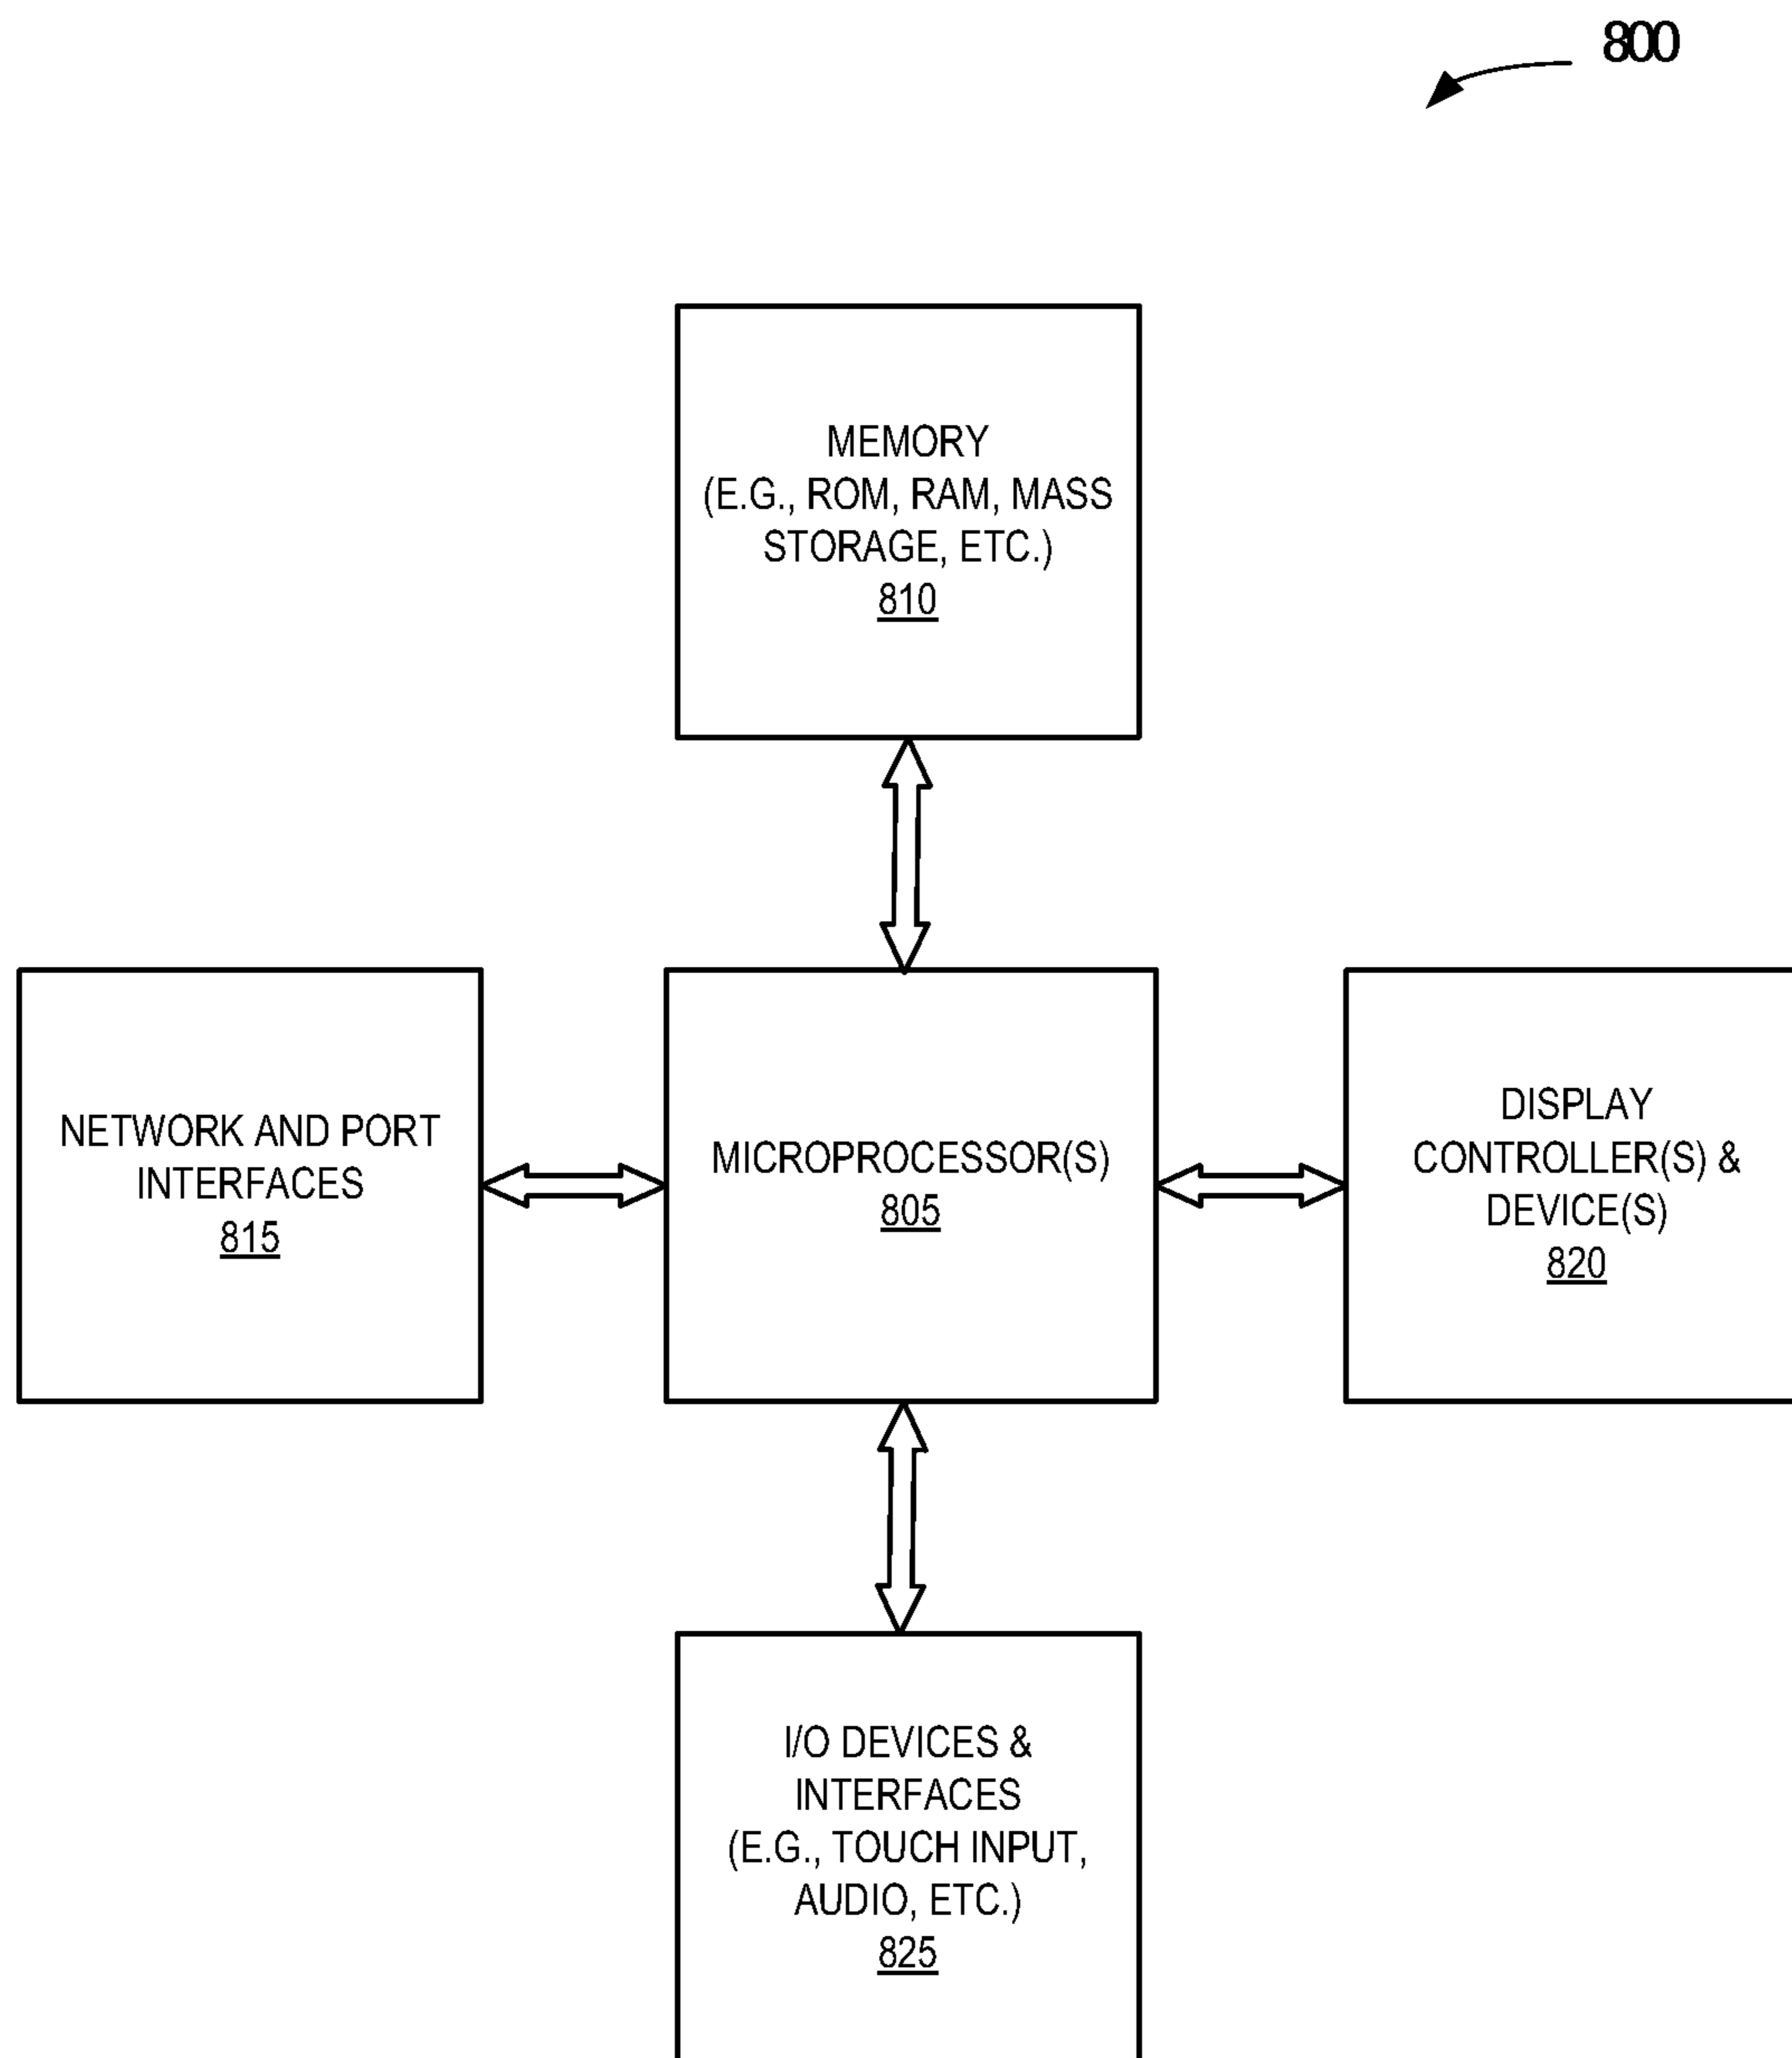 800
MEMORY
(E.G., ROM, RAM, MASS
STORAGE, ETC.)
810
NETWORK AND PORT
INTERFACES
815
MICROPROCESSOR(S)
805
DISPLAY
CONTROLLER(S) &
DEVICE(S)
820
I/O DEVICES &
INTERFACES
(E.G., TOUCH INPUT,
AUDIO, ETC.)
825